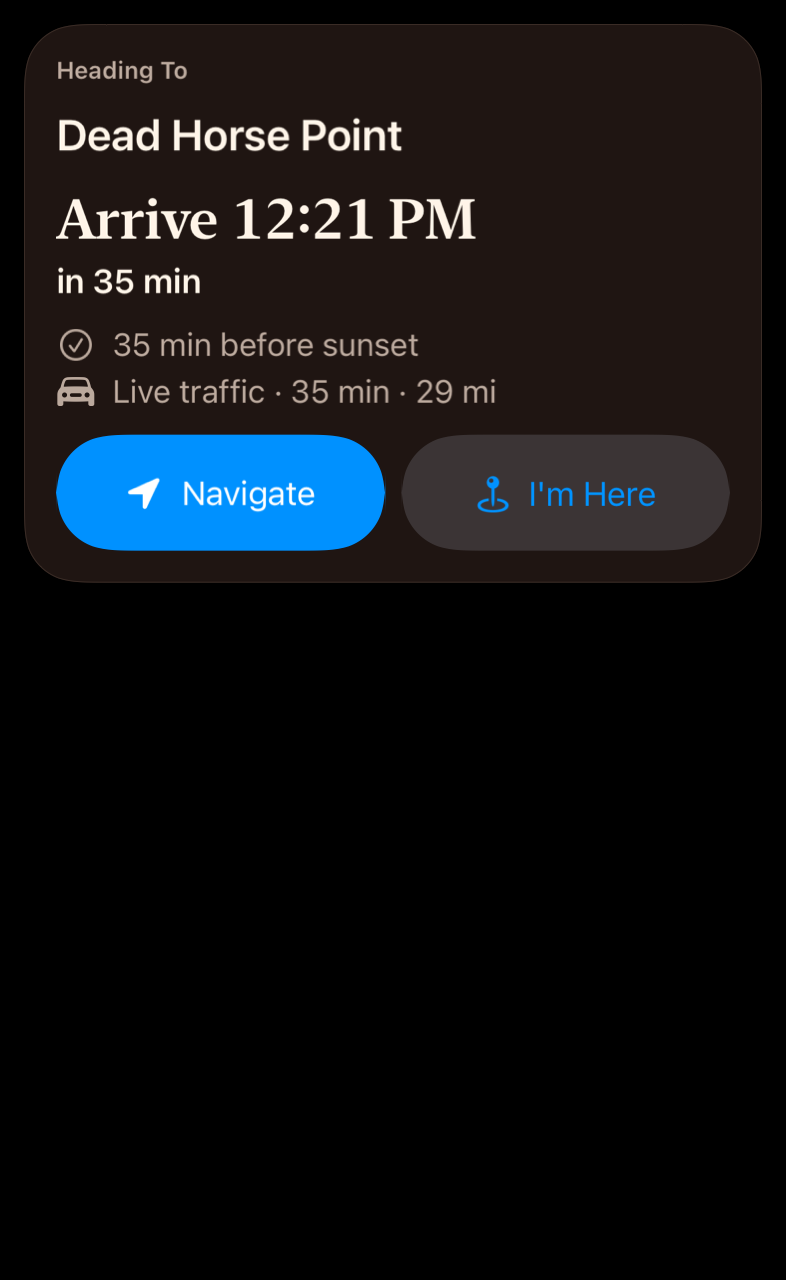 Heading To
Dead Horse Point
Arrive 12:21 PM
in 35 min
35 min before sunset
Live traffic · 35 min · 29 mi
Navigate
I'm Here